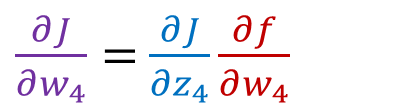 ∂J/∂w₄ = ∂J/∂z₄ ∂f/∂w₄